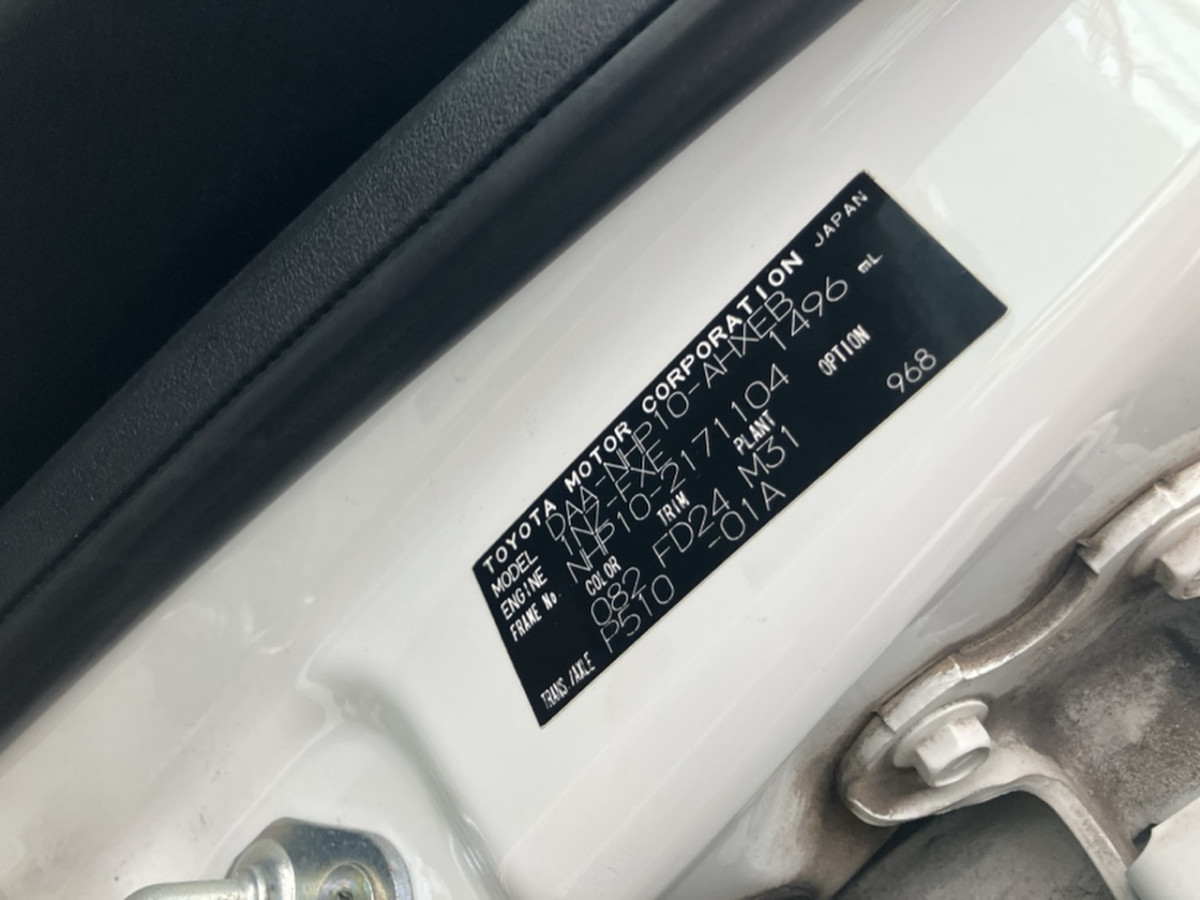 TOYOTA MOTOR CORPORATION JAPAN
MODEL DAA-NHP10-AHXEB
ENGINE 1NZ-FXE 1496 mL
FRAME No. NHP10-2171104
COLOR TRIM PLANT OPTION
082 FD24 M31 968
TRANS./AXLE P510 -01A